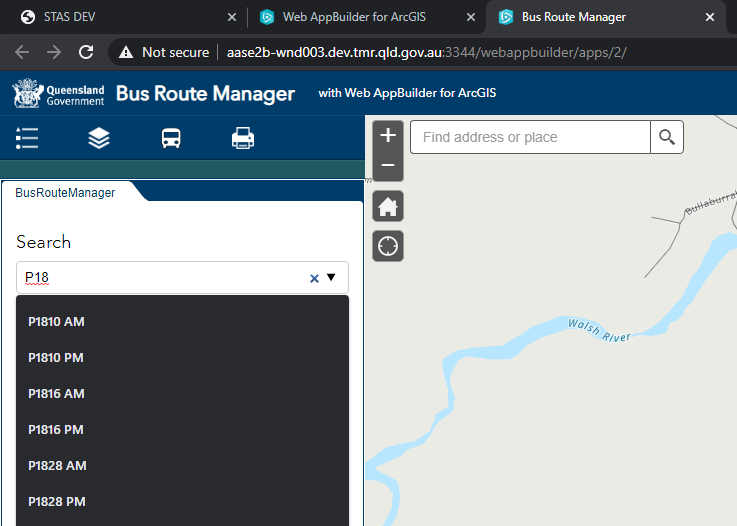 STAS DEV
Web AppBuilder for ArcGIS
Bus Route Manager
Not secure
aase2b-wnd003.dev.tmr.qld.gov.au:3344/webappbuilder/apps/2/
Queensland
Government
Bus Route Manager
with Web AppBuilder for ArcGIS
Find address or place
BusRouteManager
Search
P18
P1810 AM
P1810 PM
P1816 AM
P1816 PM
P1828 AM
P1828 PM
Walsh River